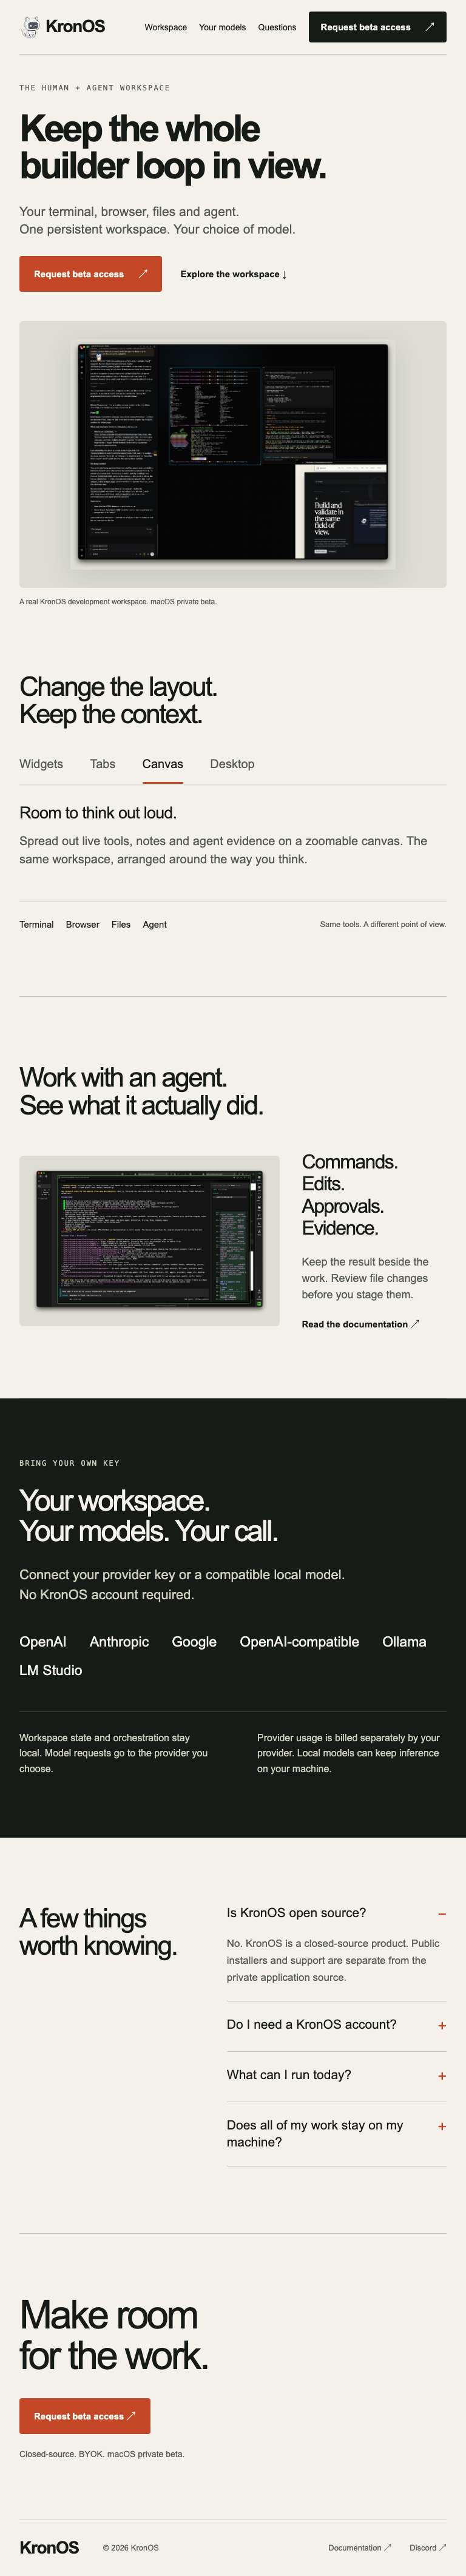 KronOS
Workspace Your models Questions Request beta access ↗
THE HUMAN + AGENT WORKSPACE
Keep the whole
builder loop in view.
Your terminal, browser, files and agent.
One persistent workspace. Your choice of model.
Request beta access ↗ Explore the workspace ↓
Build and
validate in the
same field of
view.
A real KronOS development workspace. macOS private beta.
Change the layout.
Keep the context.
Widgets Tabs Canvas Desktop
Room to think out loud.
Spread out live tools, notes and agent evidence on a zoomable canvas. The
same workspace, arranged around the way you think.
Terminal Browser Files Agent Same tools. A different point of view.
Work with an agent.
See what it actually did.
Commands.
Edits.
Approvals.
Evidence.
Keep the result beside the
work. Review file changes
before you stage them.
Read the documentation ↗
BRING YOUR OWN KEY
Your workspace.
Your models. Your call.
Connect your provider key or a compatible local model.
No KronOS account required.
OpenAI Anthropic Google OpenAI-compatible Ollama
LM Studio
Workspace state and orchestration stay
local. Model requests go to the provider you
choose.
Provider usage is billed separately by your
provider. Local models can keep inference
on your machine.
A few things
worth knowing.
Is KronOS open source? −
No. KronOS is a closed-source product. Public
installers and support are separate from the
private application source.
Do I need a KronOS account? +
What can I run today? +
Does all of my work stay on my +
machine?
Make room
for the work.
Request beta access ↗
Closed-source. BYOK. macOS private beta.
KronOS © 2026 KronOS Documentation ↗ Discord ↗